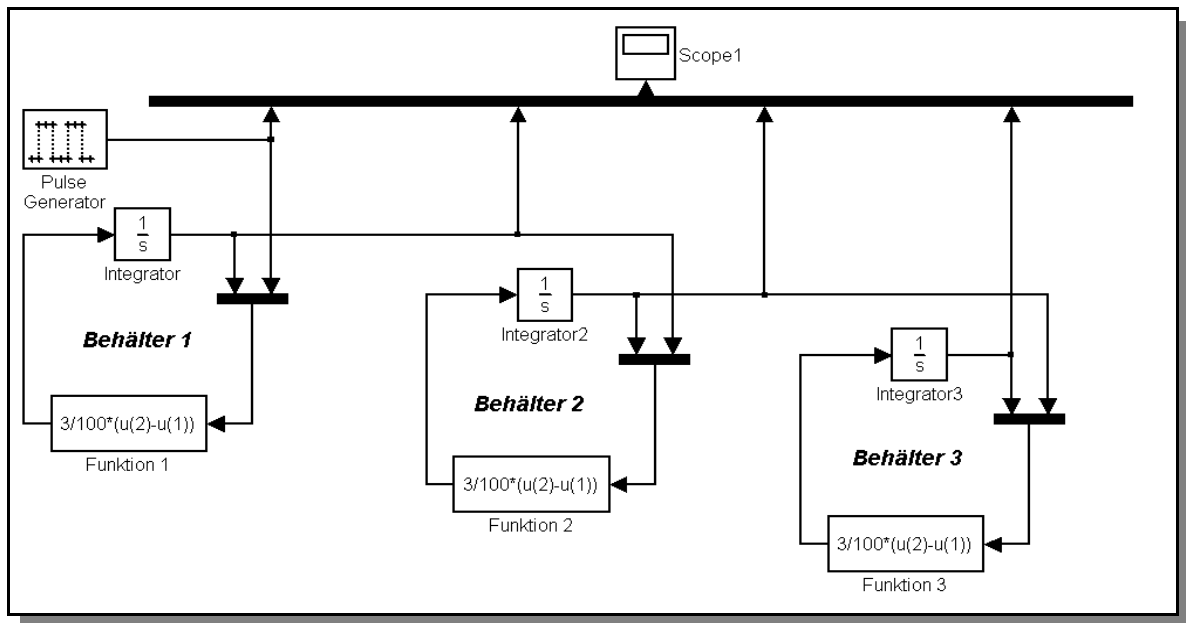 Scope1
Pulse
Generator
1
s
Integrator
Behälter 1
3/100*(u(2)-u(1))
Funktion 1
1
s
Integrator2
Behälter 2
3/100*(u(2)-u(1))
Funktion 2
1
s
Integrator3
Behälter 3
3/100*(u(2)-u(1))
Funktion 3